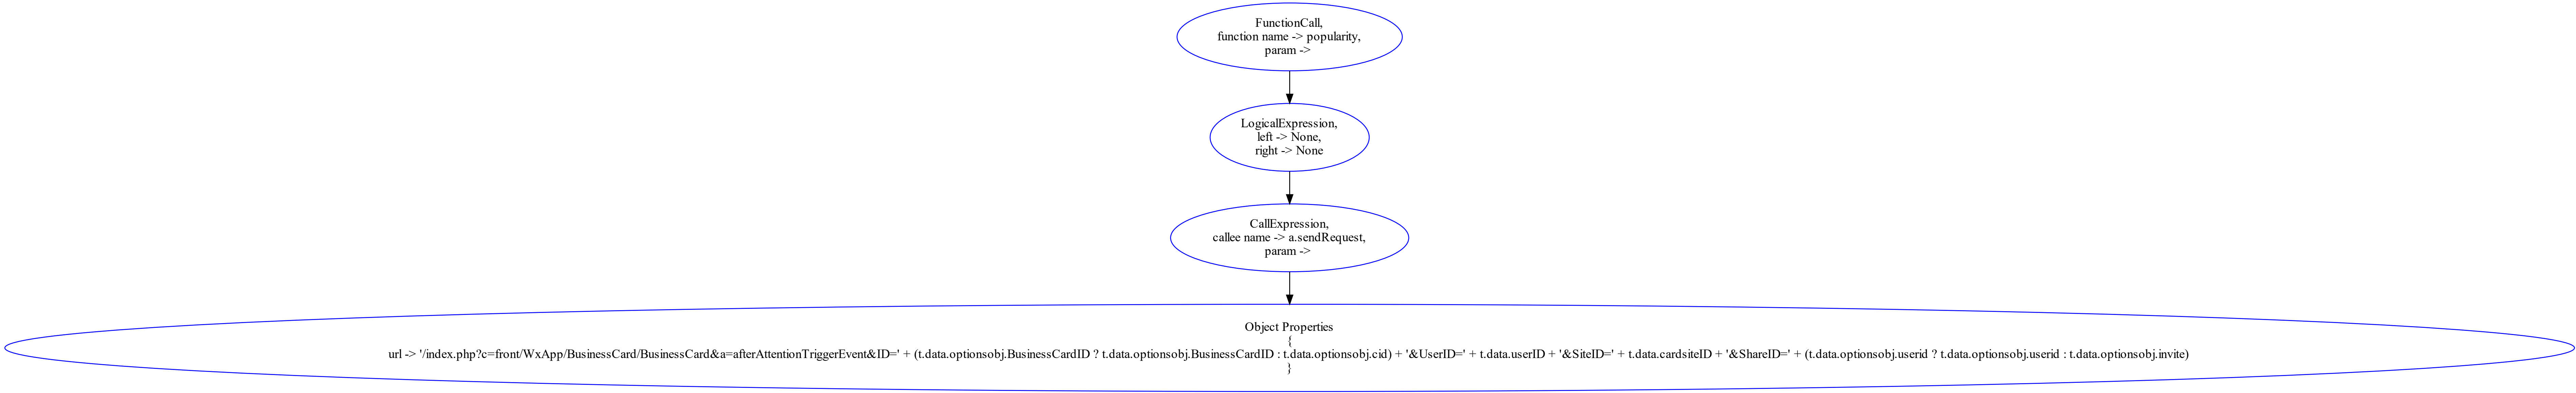 FunctionCall,
function name -> popularity,
param ->
LogicalExpression,
left -> None,
right -> None
CallExpression,
callee name -> a.sendRequest,
param ->
Object Properties
{
url -> '/index.php?c=front/WxApp/BusinessCard/BusinessCard&a=afterAttentionTriggerEvent&ID=' + (t.data.optionsobj.BusinessCardID ? t.data.optionsobj.BusinessCardID : t.data.optionsobj.cid) + '&UserID=' + t.data.userID + '&SiteID=' + t.data.cardsiteID + '&ShareID=' + (t.data.optionsobj.userid ? t.data.optionsobj.userid : t.data.optionsobj.invite)
}